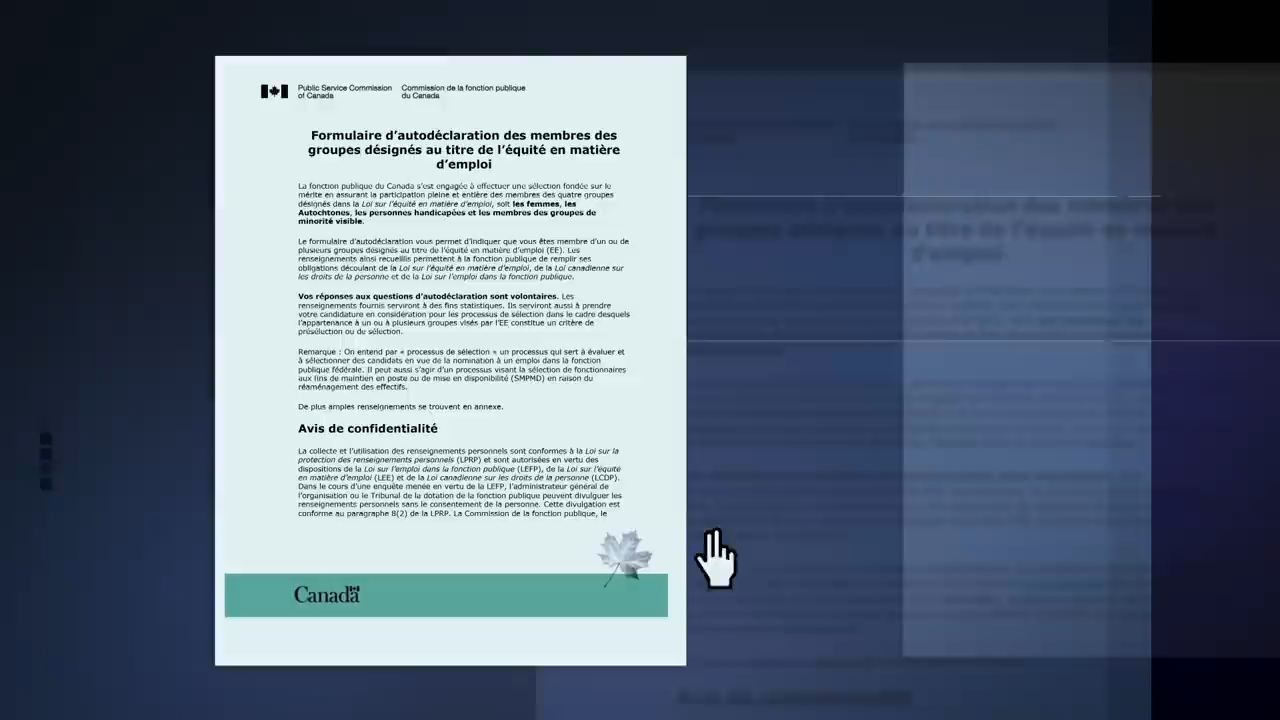 Public Service Commission
of Canada
Commission de la fonction publique
du Canada
Formulaire d'autodéclaration des membres des
groupes désignés au titre de l'équité en matière
d'emploi
La fonction publique du Canada s'est engagée à effectuer une sélection fondée sur le
mérite en assurant la participation pleine et entière des membres des quatre groupes
désignés dans la Loi sur l'équité en matière d'emploi, soit les femmes, les
Autochtones, les personnes handicapées et les membres des groupes de
minorité visible.
Le formulaire d'autodéclaration vous permet d'indiquer que vous êtes membre d'un ou de
plusieurs groupes désignés au titre de l'équité en matière d'emploi (EE). Les
renseignements ainsi recueillis permettent à la fonction publique de remplir ses
obligations découlant de la Loi sur l'équité en matière d'emploi, de la Loi canadienne sur
les droits de la personne et de la Loi sur l'emploi dans la fonction publique.
Vos réponses aux questions d'autodéclaration sont volontaires. Les
renseignements fournis serviront à des fins statistiques. Ils serviront aussi à prendre
votre candidature en considération pour les processus de sélection dans le cadre desquels
l'appartenance à un ou à plusieurs groupes visés par l'EE constitue un critère de
présélection ou de sélection.
Remarque : On entend par « processus de sélection » un processus qui sert à évaluer et
à sélectionner des candidats en vue de la nomination à un emploi dans la fonction
publique fédérale. Il peut aussi s'agir d'un processus visant la sélection de fonctionnaires
aux fins de maintien en poste ou de mise en disponibilité (SMPMD) en raison du
réaménagement des effectifs.
De plus amples renseignements se trouvent en annexe.
Avis de confidentialité
La collecte et l'utilisation des renseignements personnels sont conformes à la Loi sur la
protection des renseignements personnels (LPRP) et sont autorisées en vertu des
dispositions de la Loi sur l'emploi dans la fonction publique (LEFP), de la Loi sur l'équité
en matière d'emploi (LEE) et de la Loi canadienne sur les droits de la personne (LCDP).
Dans le cours d'une enquête menée en vertu de la LEFP, l'administrateur général de
l'organisation ou le Tribunal de la dotation de la fonction publique peuvent divulguer les
renseignements personnels sans le consentement de la personne. Cette divulgation est
conforme au paragraphe 8(2) de la LPRP. La Commission de la fonction publique, le
Canada